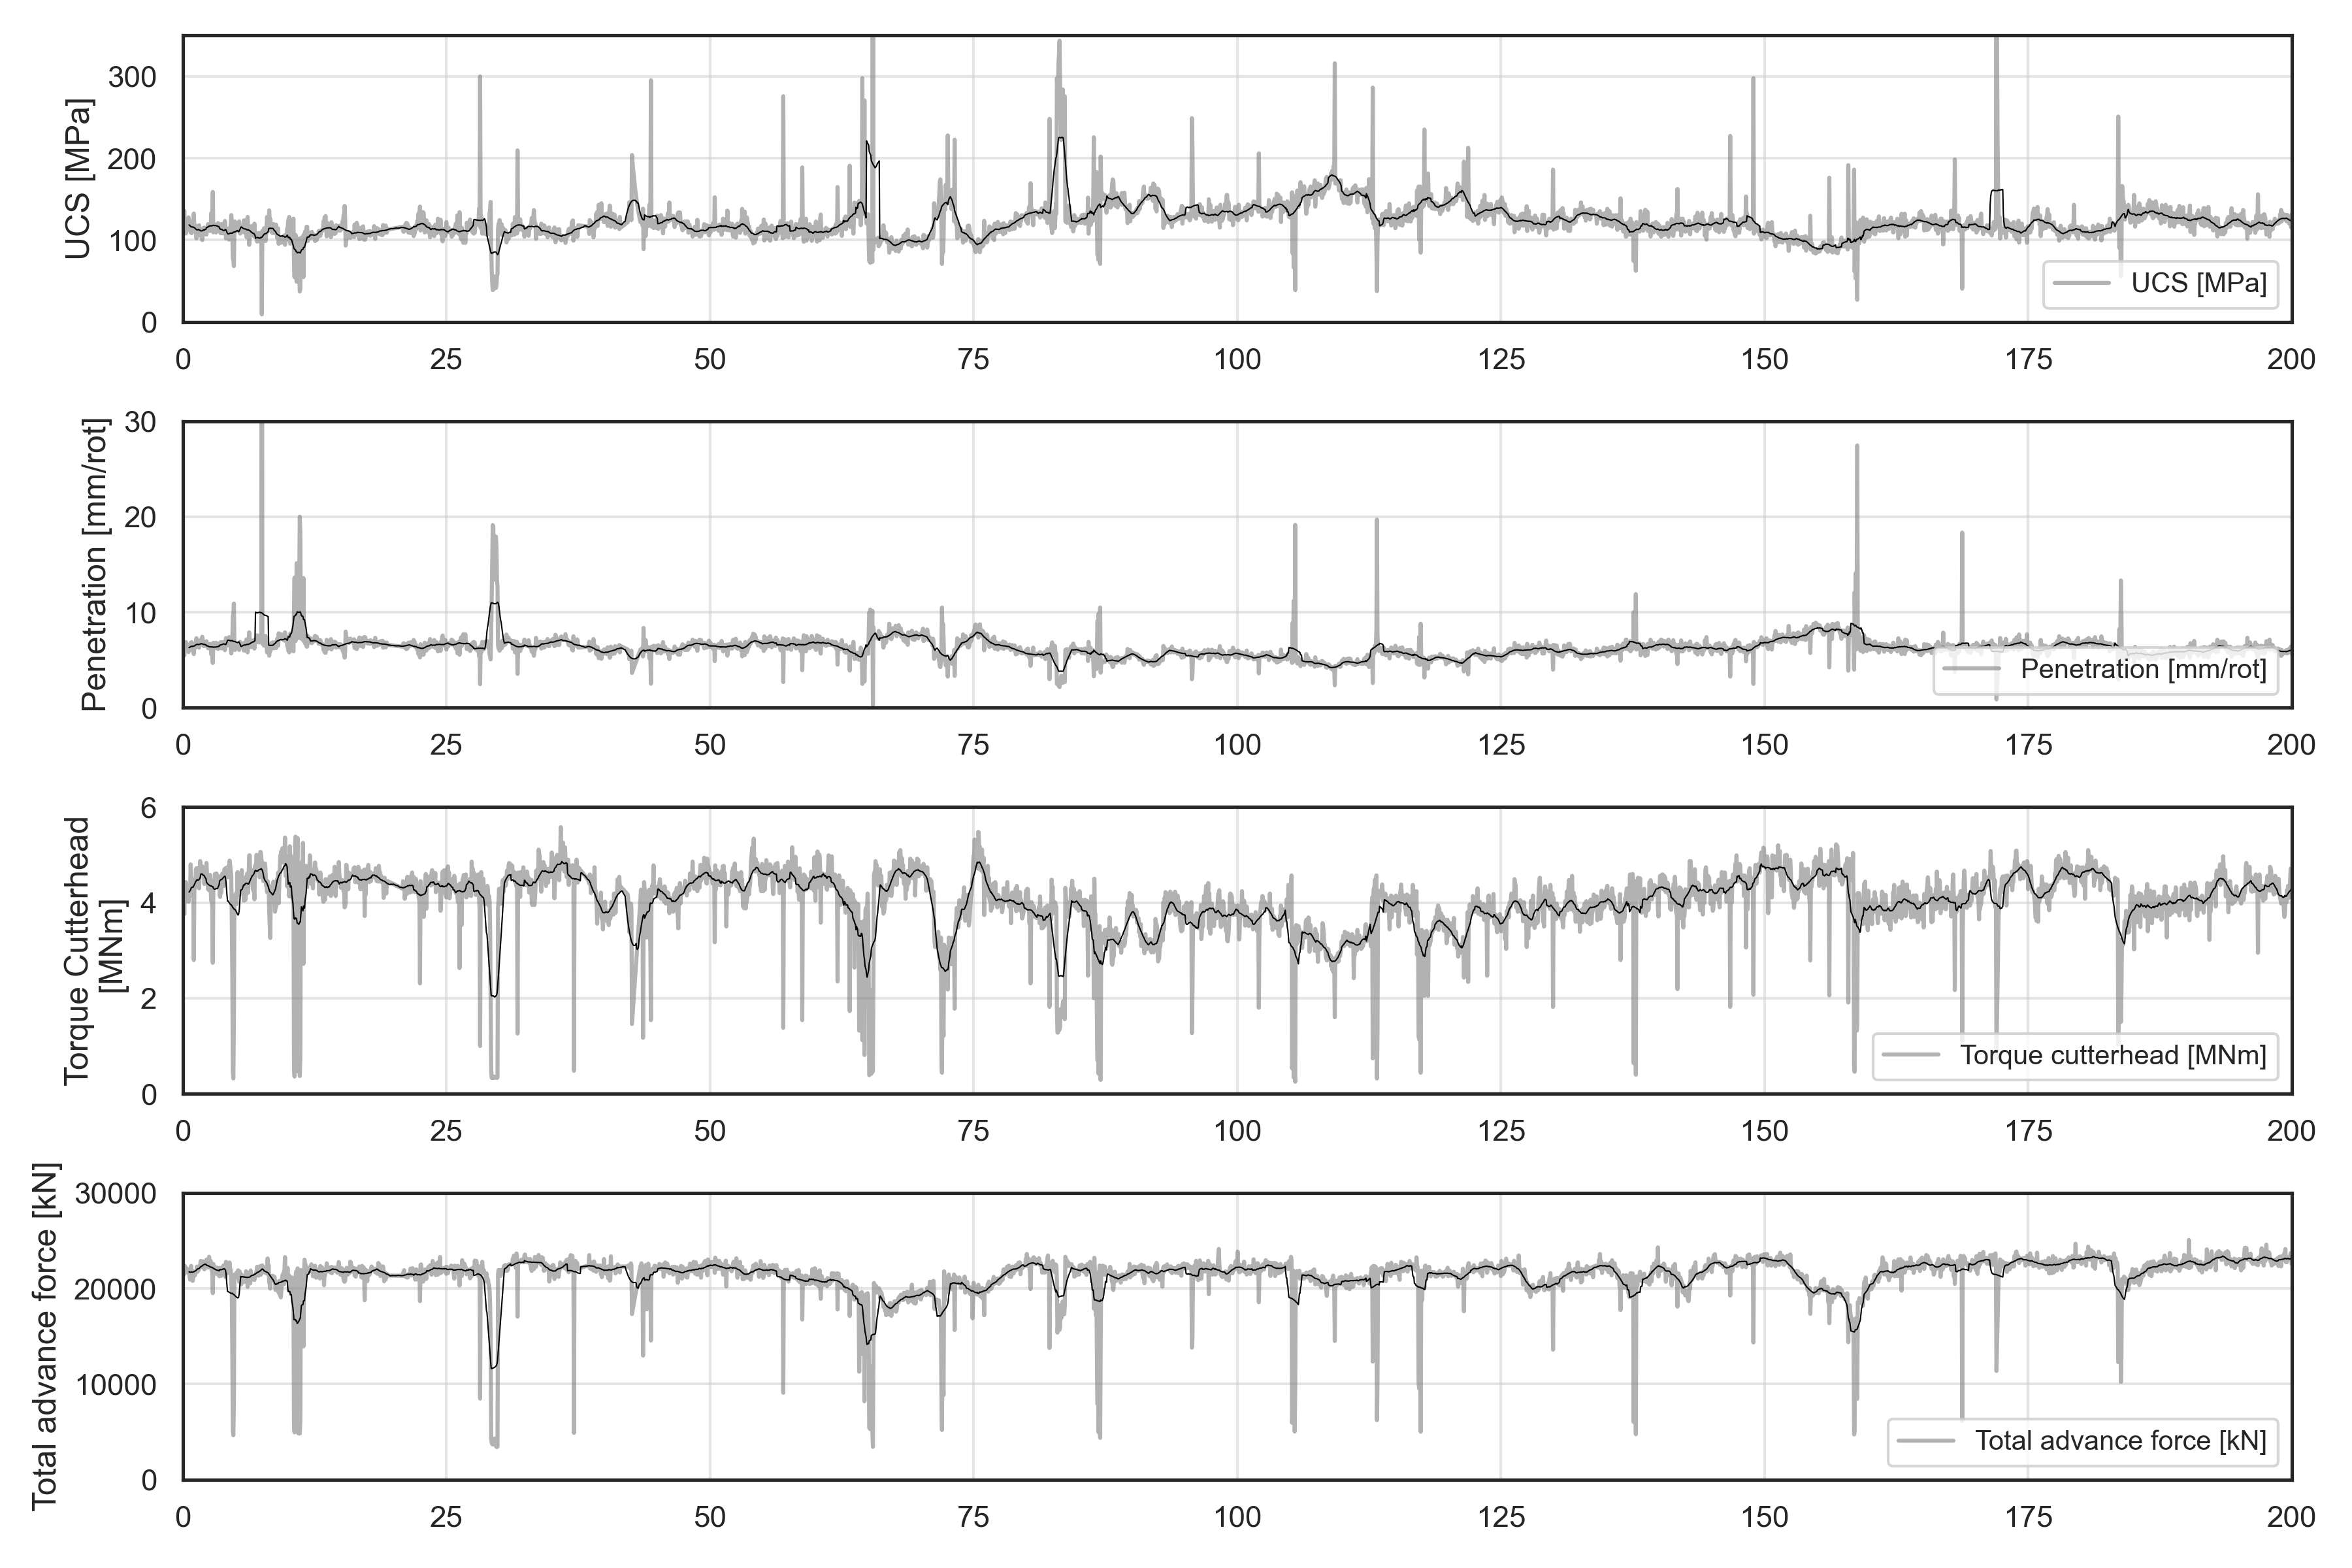 UCS [MPa]
300
200
100
0
UCS [MPa]
0 25 50 75 100 125 150 175 200
Penetration [mm/rot]
30
20
10
0
Penetration [mm/rot]
0 25 50 75 100 125 150 175 200
Torque Cutterhead
[MNm]
6
4
2
0
Torque cutterhead [MNm]
0 25 50 75 100 125 150 175 200
Total advance force [kN]
30000
20000
10000
0
Total advance force [kN]
0 25 50 75 100 125 150 175 200